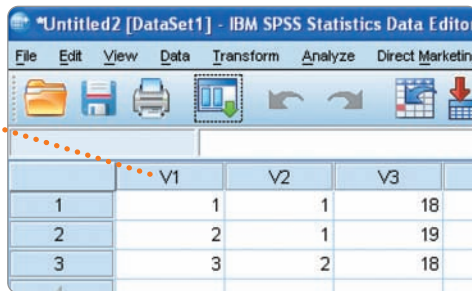 *Untitled2 [DataSet1] - IBM SPSS Statistics Data Editor
File Edit View Data Transform Analyze Direct Marketin
V1 V2 V3
1 1 1 18
2 2 1 19
3 3 2 18